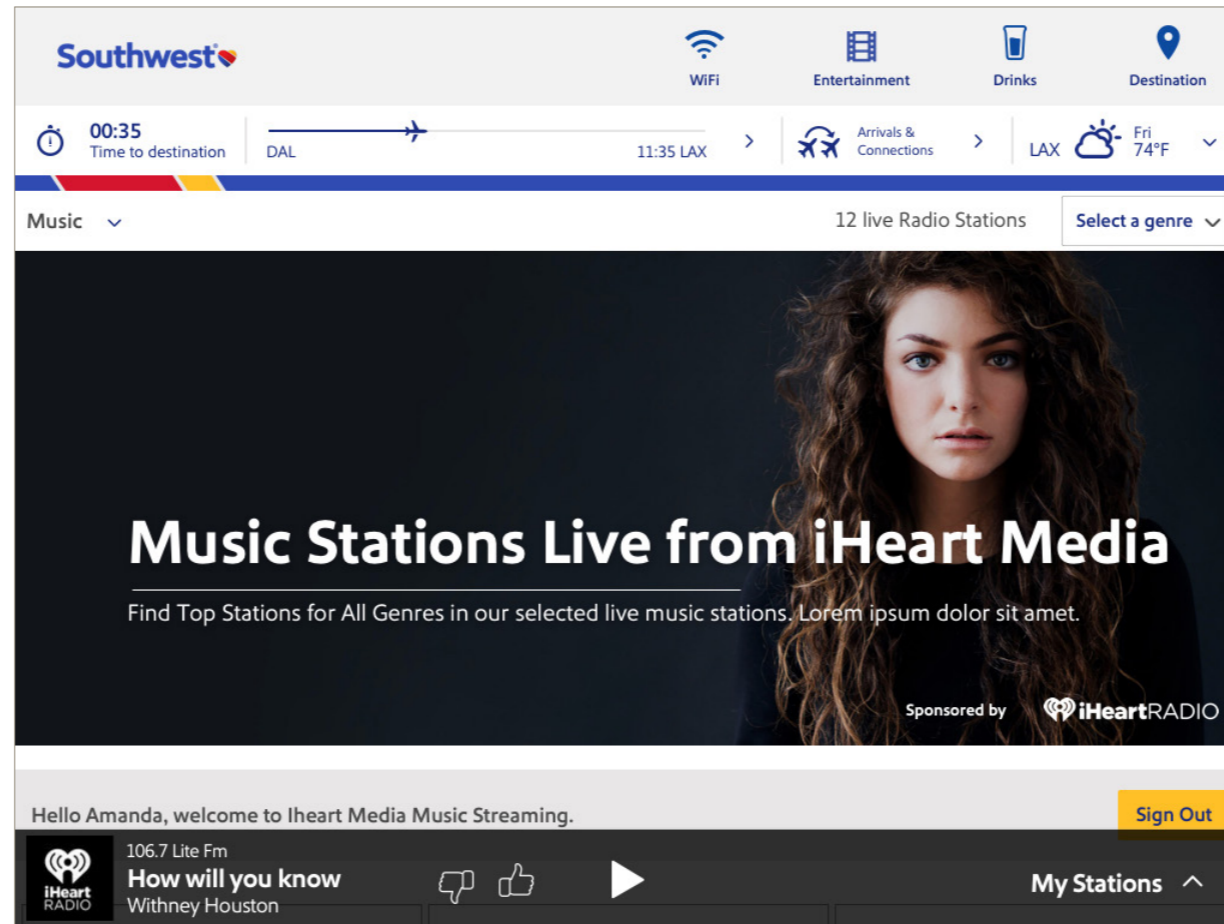 Southwest
WiFi
Entertainment
Drinks
Destination
00:35
Time to destination
DAL
11:35 LAX
Arrivals &
Connections
LAX
Fri
74°F
Music
12 live Radio Stations
Select a genre
Music Stations Live from iHeart Media
Find Top Stations for All Genres in our selected live music stations. Lorem ipsum dolor sit amet.
Sponsored by
iHeartRADIO
Hello Amanda, welcome to Iheart Media Music Streaming.
Sign Out
iHeart
RADIO
106.7 Lite Fm
How will you know
Withney Houston
My Stations